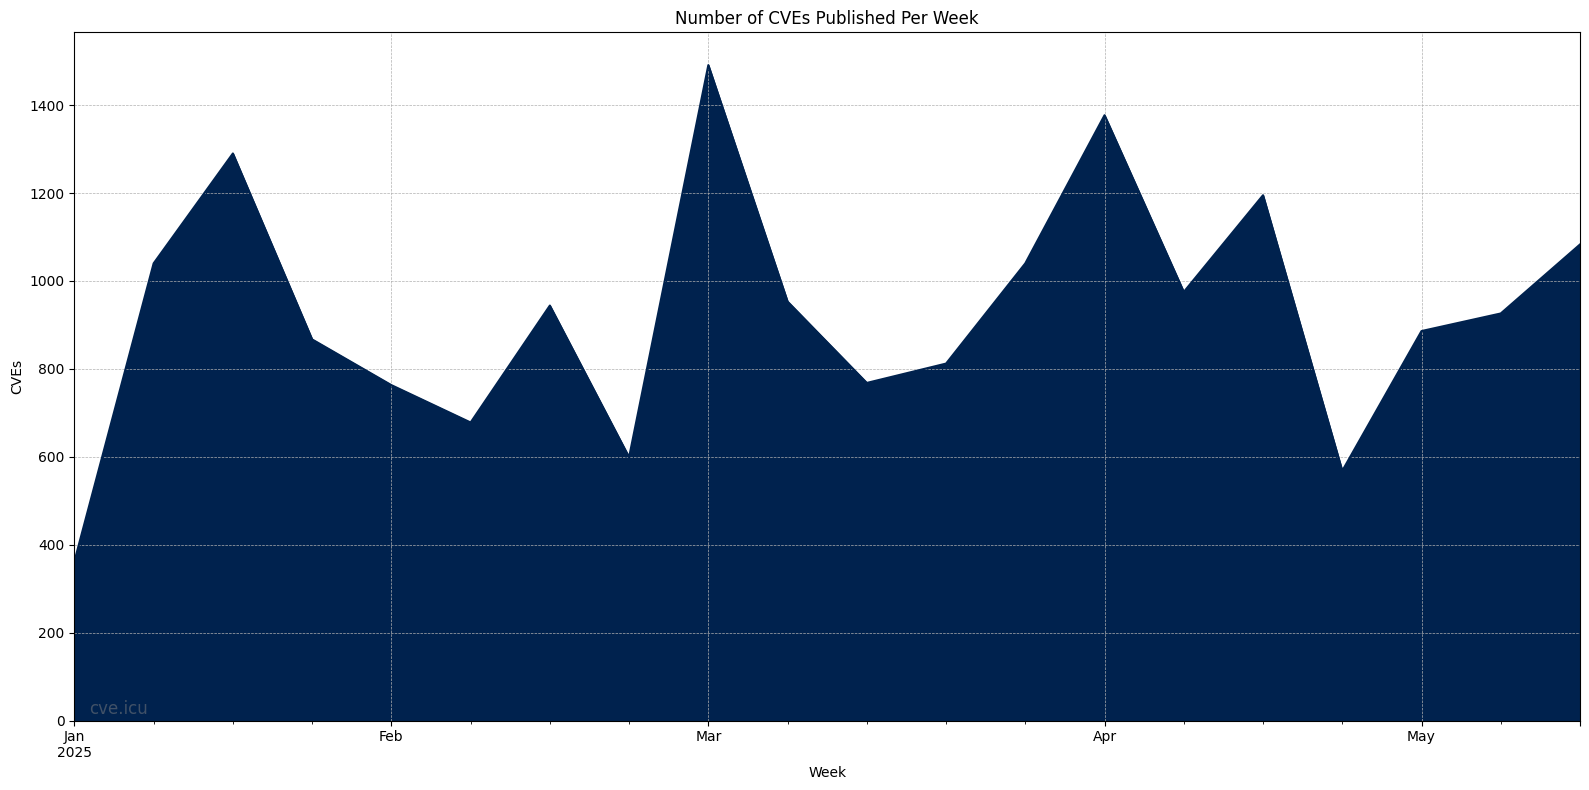 Number of CVEs Published Per Week
1400
1200
1000
800
600
400
200
0
CVEs
cve.icu
Jan
2025
Feb
Mar
Apr
May
Week